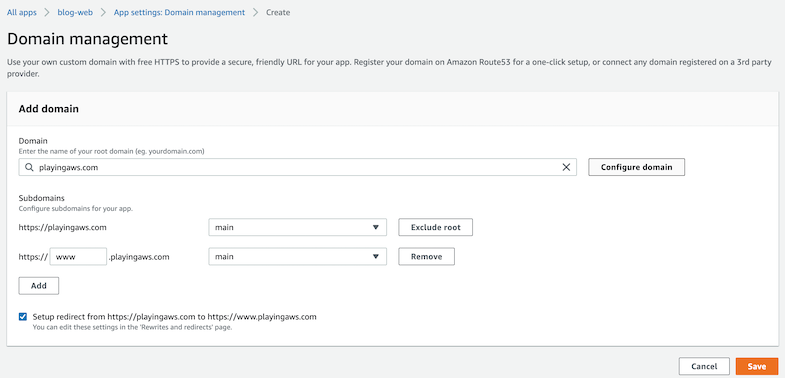 All apps > blog-web > App settings: Domain management > Create
Domain management
Use your own custom domain with free HTTPS to provide a secure, friendly URL for your app. Register your domain on Amazon Route53 for a one-click setup, or connect any domain registered on a 3rd party
provider.
Add domain
Domain
Enter the name of your root domain (eg. yourdomain.com)
playingaws.com
Configure domain
Subdomains
Configure subdomains for your app.
https://playingaws.com main Exclude root
https:// www .playingaws.com main Remove
Add
Setup redirect from https://playingaws.com to https://www.playingaws.com
You can edit these settings in the 'Rewrites and redirects' page.
Cancel Save